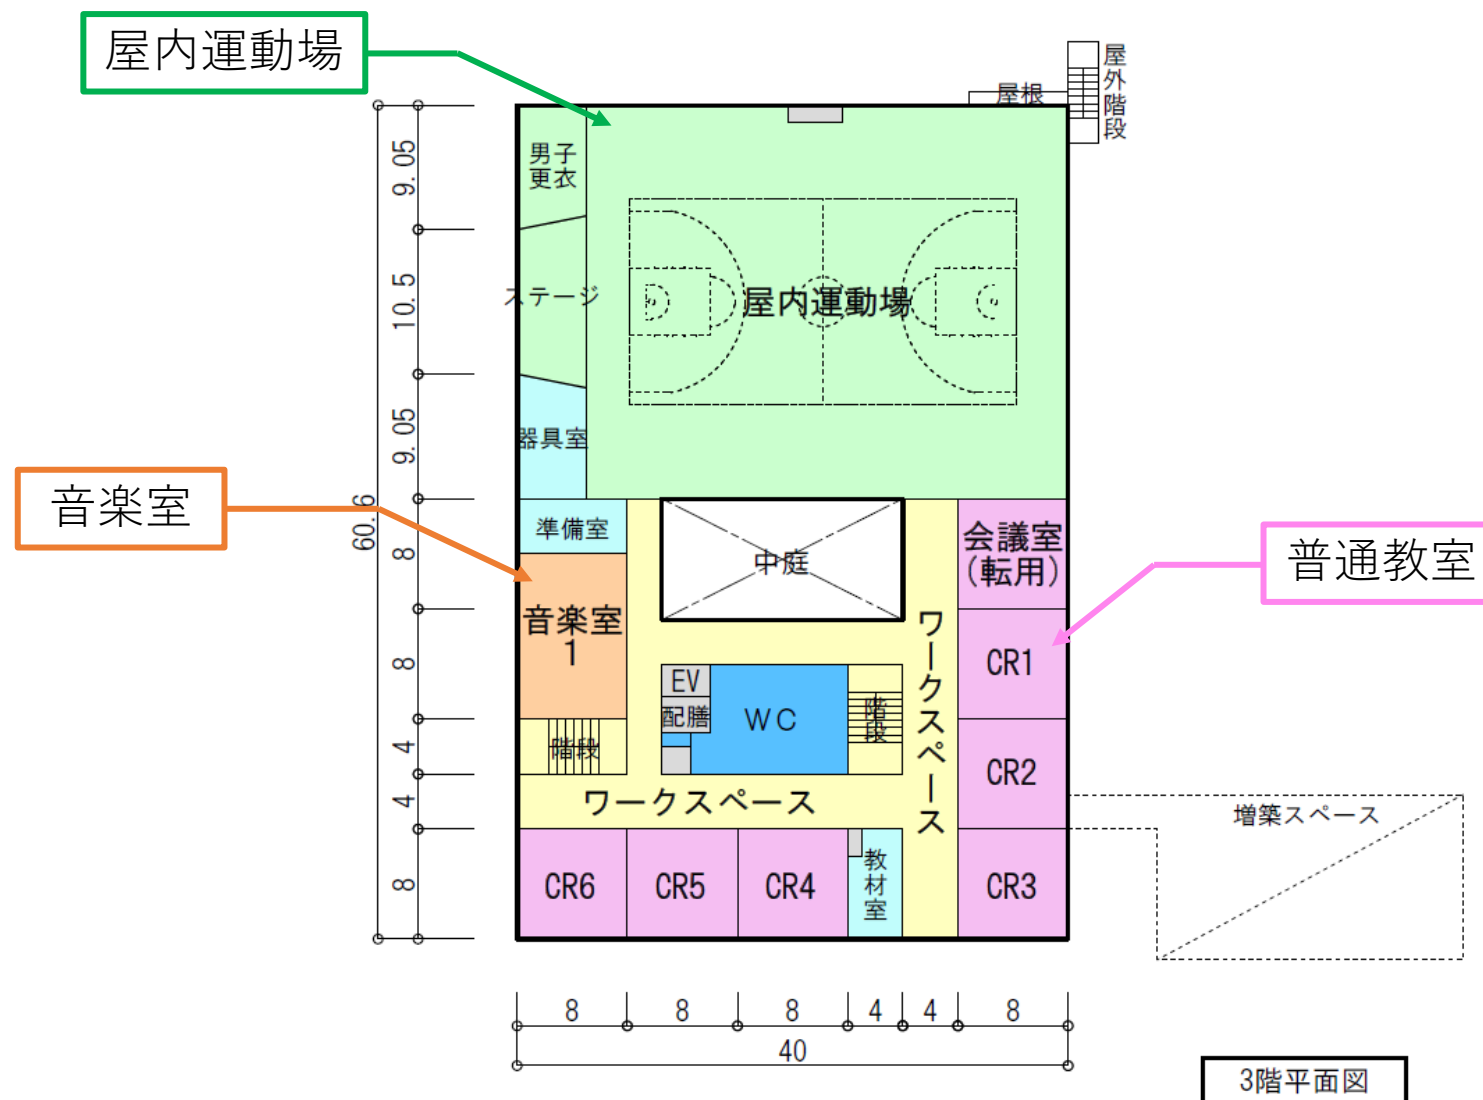 屋内運動場
屋外階段
屋根
男子
更衣
9.05
ステージ
10.5
屋内運動場
器具室
9.05
60.6
音楽室
準備室
8
中庭
会議室
(転用)
普通教室
音楽室
1
ワークスペース
CR1
8
EV
配膳
WC
階段
階段
4
CR2
ワークスペース
4
増築スペース
CR6
CR5
CR4
教材室
CR3
8
8
8
8
4
4
8
40
3階平面図